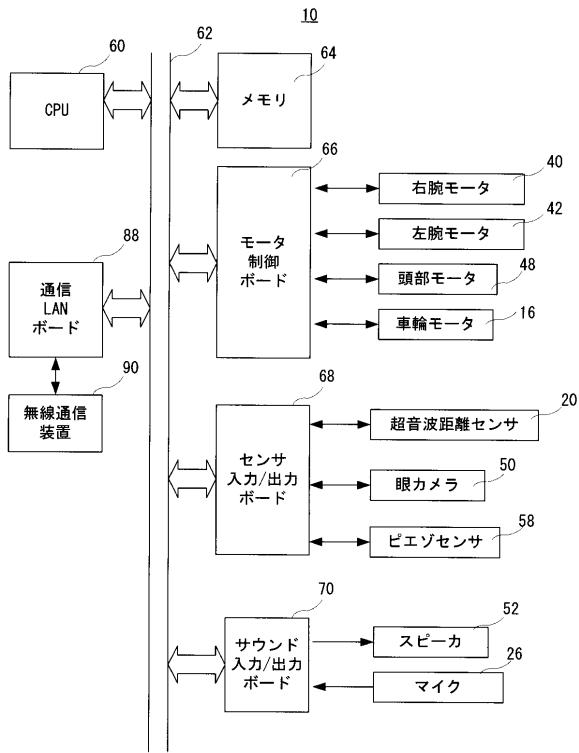 10
60
CPU
62
64
メモリ
66
モータ
制御
ボード
40
右腕モータ
42
左腕モータ
48
頭部モータ
16
車輪モータ
88
通信
LAN
ボード
90
無線通信
装置
68
センサ
入力/出力
ボード
20
超音波距離センサ
50
眼カメラ
58
ピエゾセンサ
70
サウンド
入力/出力
ボード
52
スピーカ
26
マイク